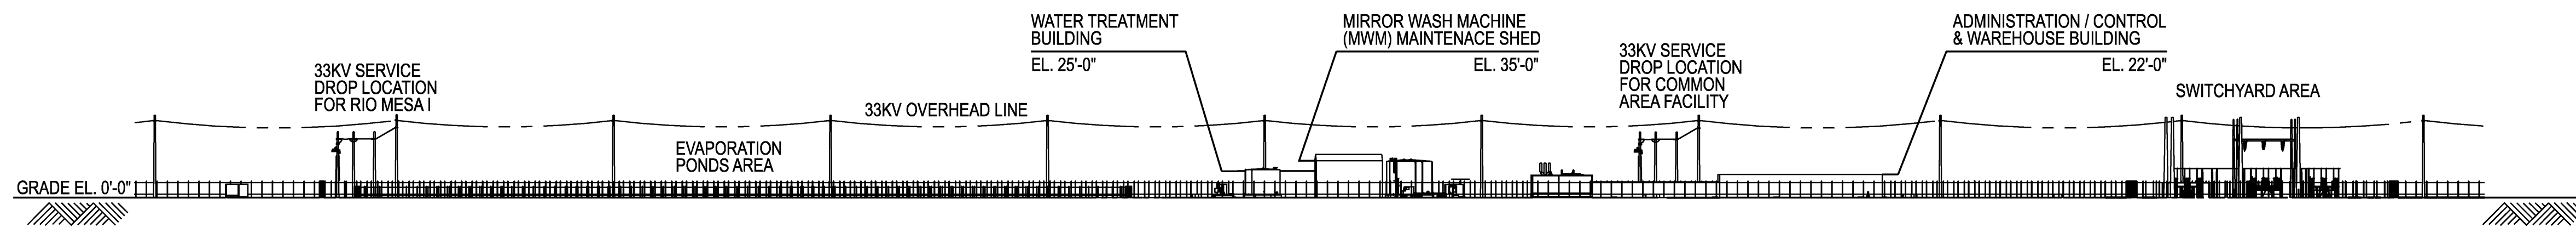 GRADE EL. 0'-0"
33KV SERVICE
DROP LOCATION
FOR RIO MESA I
EVAPORATION
PONDS AREA
33KV OVERHEAD LINE
WATER TREATMENT
BUILDING
EL. 25'-0"
MIRROR WASH MACHINE
(MWM) MAINTENACE SHED
EL. 35'-0"
33KV SERVICE
DROP LOCATION
FOR COMMON
AREA FACILITY
ADMINISTRATION / CONTROL
& WAREHOUSE BUILDING
EL. 22'-0"
SWITCHYARD AREA